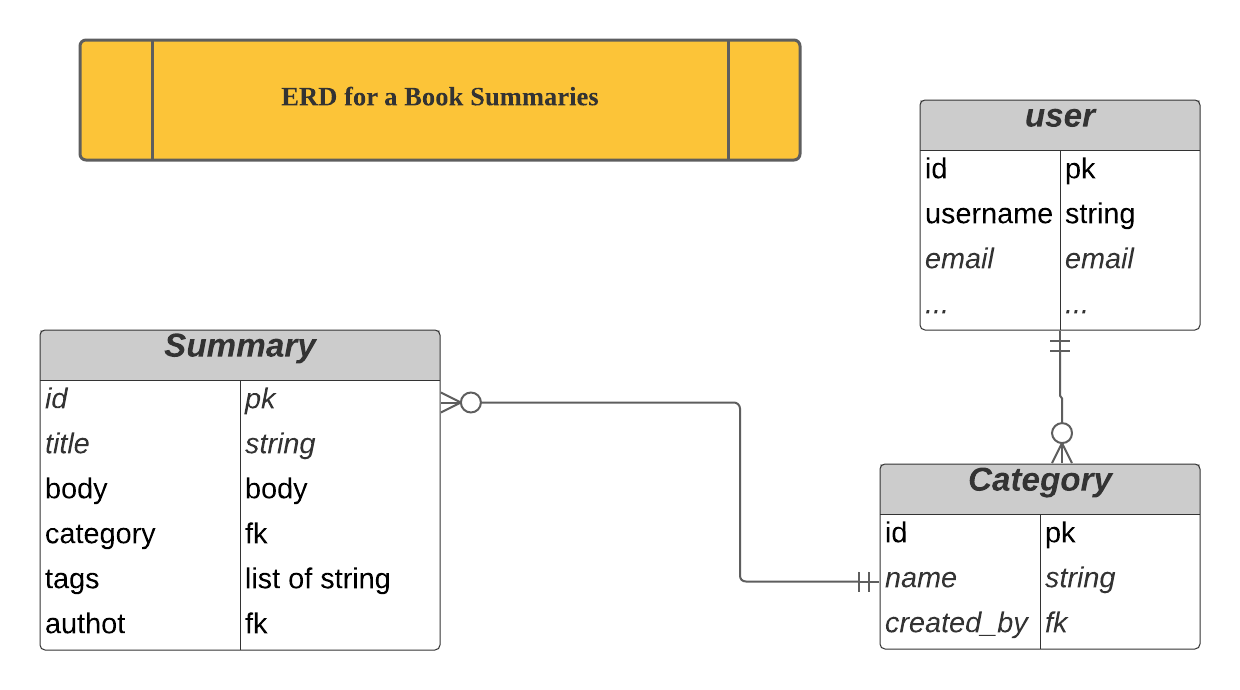 ERD for a Book Summaries
user
id pk
username string
email email
... ...
Summary
id pk
title string
body body
category fk
tags list of string
authot fk
Category
id pk
name string
created_by fk